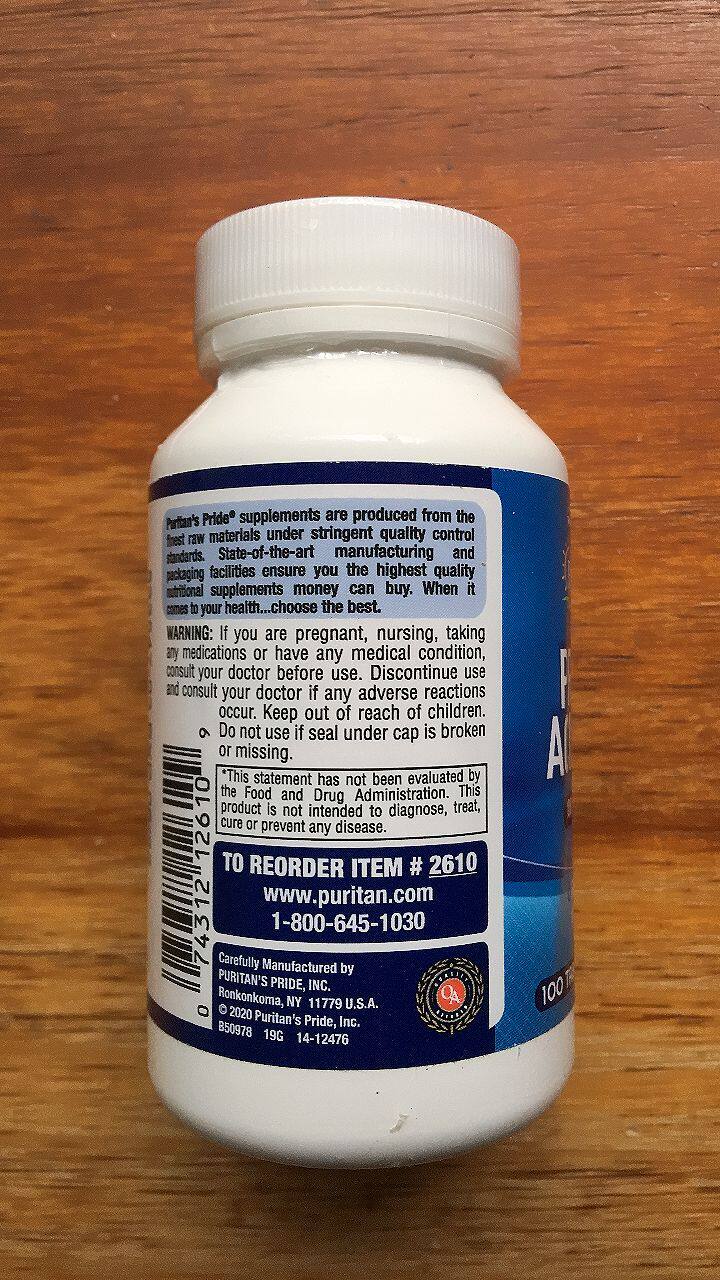 Puritan's Pride® supplements are produced from the
finest raw materials under stringent quality control
standards. State-of-the-art manufacturing and
packaging facilities ensure you the highest quality
nutritional supplements money can buy. When it
comes to your health...choose the best.
WARNING: If you are pregnant, nursing, taking
any medications or have any medical condition,
consult your doctor before use. Discontinue use
and consult your doctor if any adverse reactions
occur. Keep out of reach of children.
Do not use if seal under cap is broken
or missing.
*This statement has not been evaluated by
the Food and Drug Administration. This
product is not intended to diagnose, treat,
cure or prevent any disease.
TO REORDER ITEM # 2610
www.puritan.com
1-800-645-1030
Carefully Manufactured by
PURITAN'S PRIDE, INC.
Ronkonkoma, NY 11779 U.S.A.
© 2020 Puritan's Pride, Inc.
B50978 19G 14-12476
QUALITY
QA
0 74312 12610 9
100